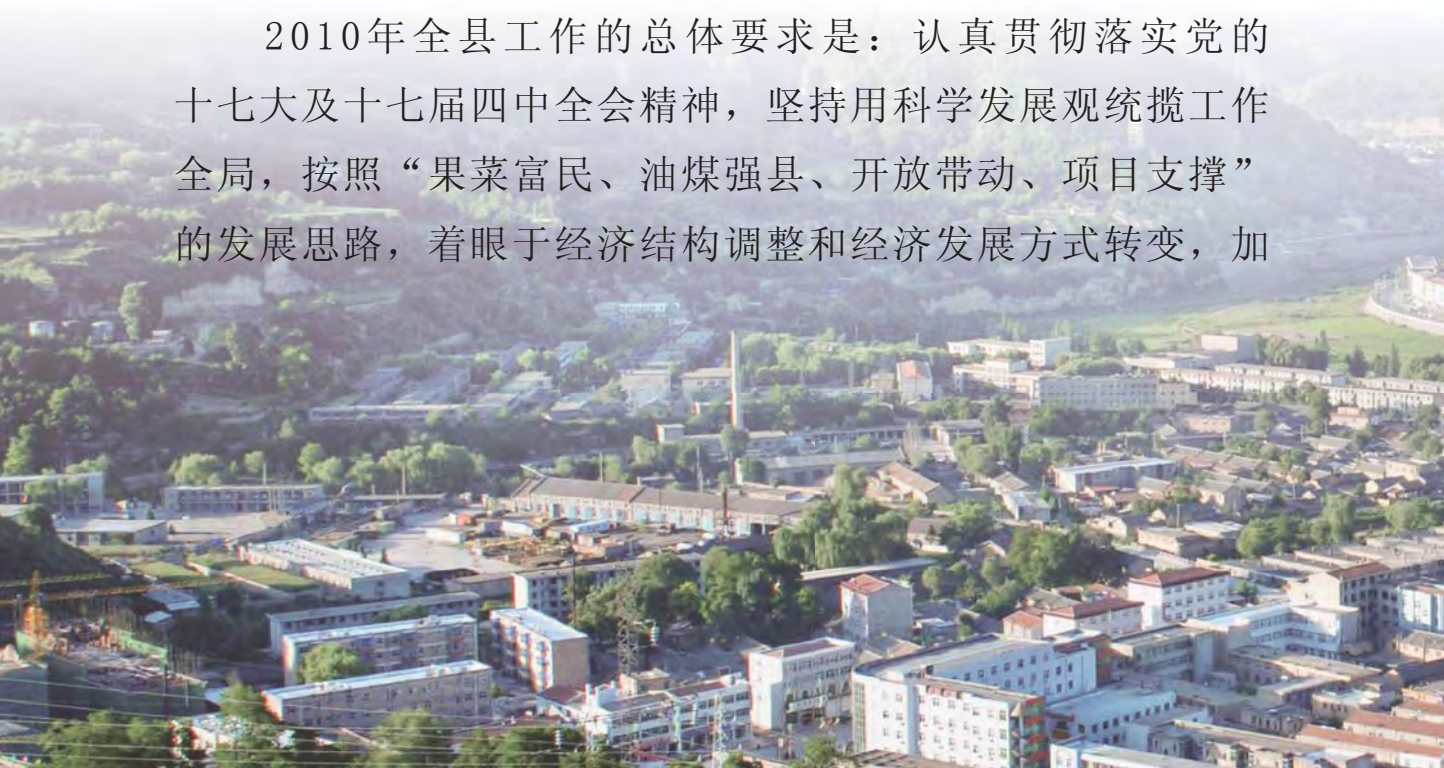 2010年全县工作的总体要求是：认真贯彻落实党的
十七大及十七届四中全会精神，坚持用科学发展观统揽工作
全局，按照“果菜富民、油煤强县、开放带动、项目支撑”
的发展思路，着眼于经济结构调整和经济发展方式转变，加